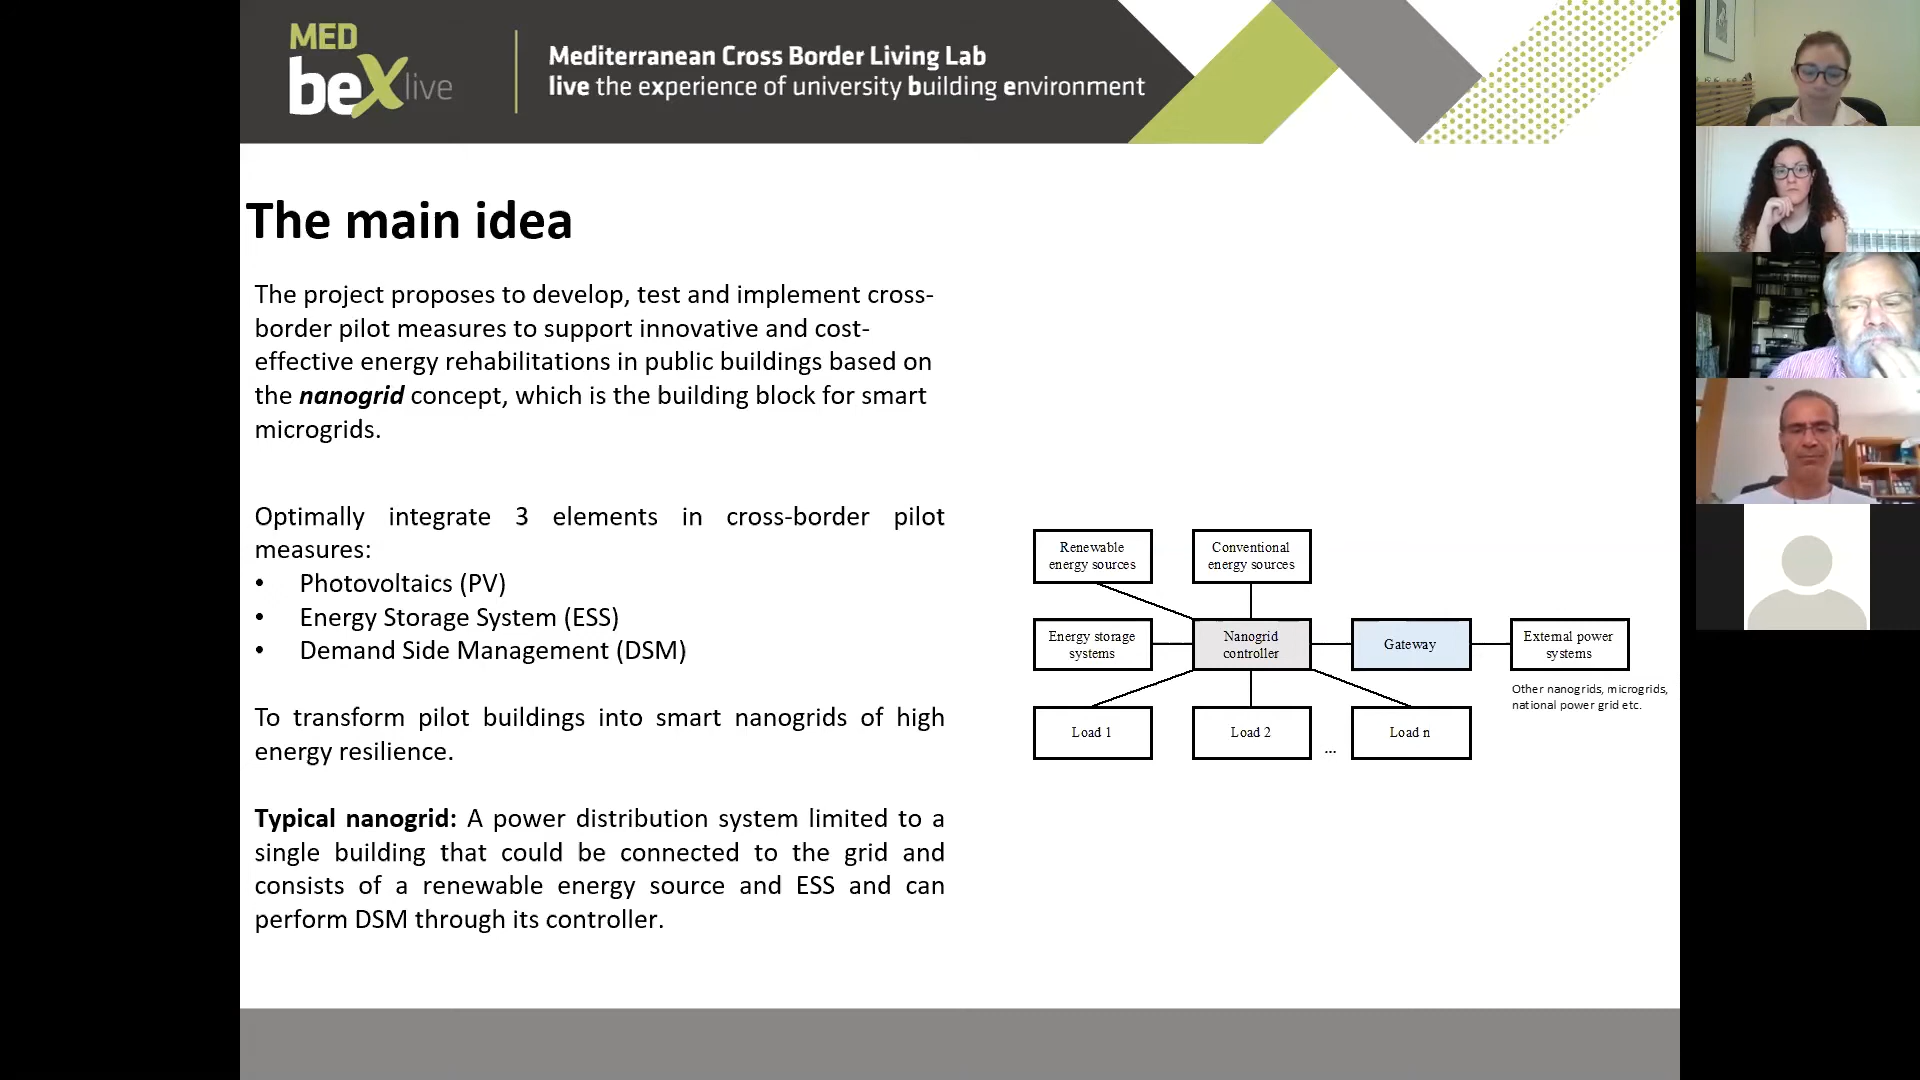 MED
beXlive
Mediterranean Cross Border Living Lab
live the experience of university building environment
The main idea
The project proposes to develop, test and implement cross-
border pilot measures to support innovative and cost-
effective energy rehabilitations in public buildings based on
the nanogrid concept, which is the building block for smart
microgrids.
Optimally integrate 3 elements in cross-border pilot
measures:
• Photovoltaics (PV)
• Energy Storage System (ESS)
• Demand Side Management (DSM)
To transform pilot buildings into smart nanogrids of high
energy resilience.
Typical nanogrid: A power distribution system limited to a
single building that could be connected to the grid and
consists of a renewable energy source and ESS and can
perform DSM through its controller.
Renewable
energy sources
Conventional
energy sources
Energy storage
systems
Nanogrid
controller
Gateway
External power
systems
Other nanogrids, microgrids,
national power grid etc.
Load 1
Load 2
...
Load n